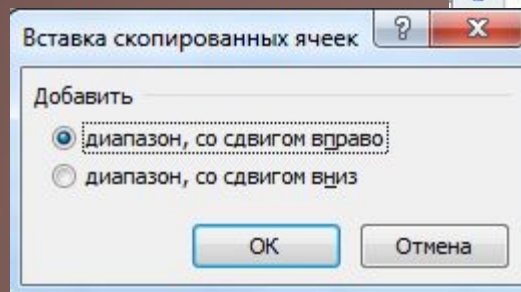 Вставка скопированных ячеек
?
Добавить
диапазон, со сдвигом вправо
диапазон, со сдвигом вниз
ОК
Отмена